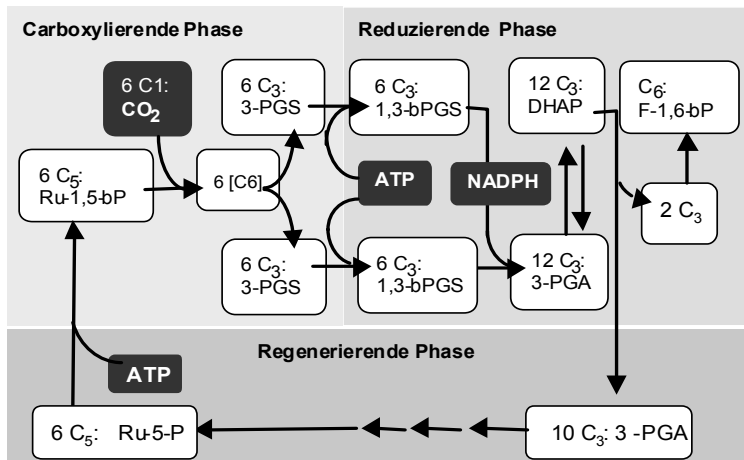 Carboxylierende Phase
Reduzierende Phase
6 C1:
CO₂
6 C₃:
3-PGS
6 C₃:
1,3-bPGS
12 C₃:
DHAP
C₆:
F-1,6-bP
6 C₅:
Ru-1,5-bP
6 [C6]
ATP
NADPH
2 C₃
6 C₃:
3-PGS
6 C₃:
1,3-bPGS
12 C₃:
3-PGA
Regenerierende Phase
ATP
6 C₅: Ru-5-P
10 C₃: 3 -PGA